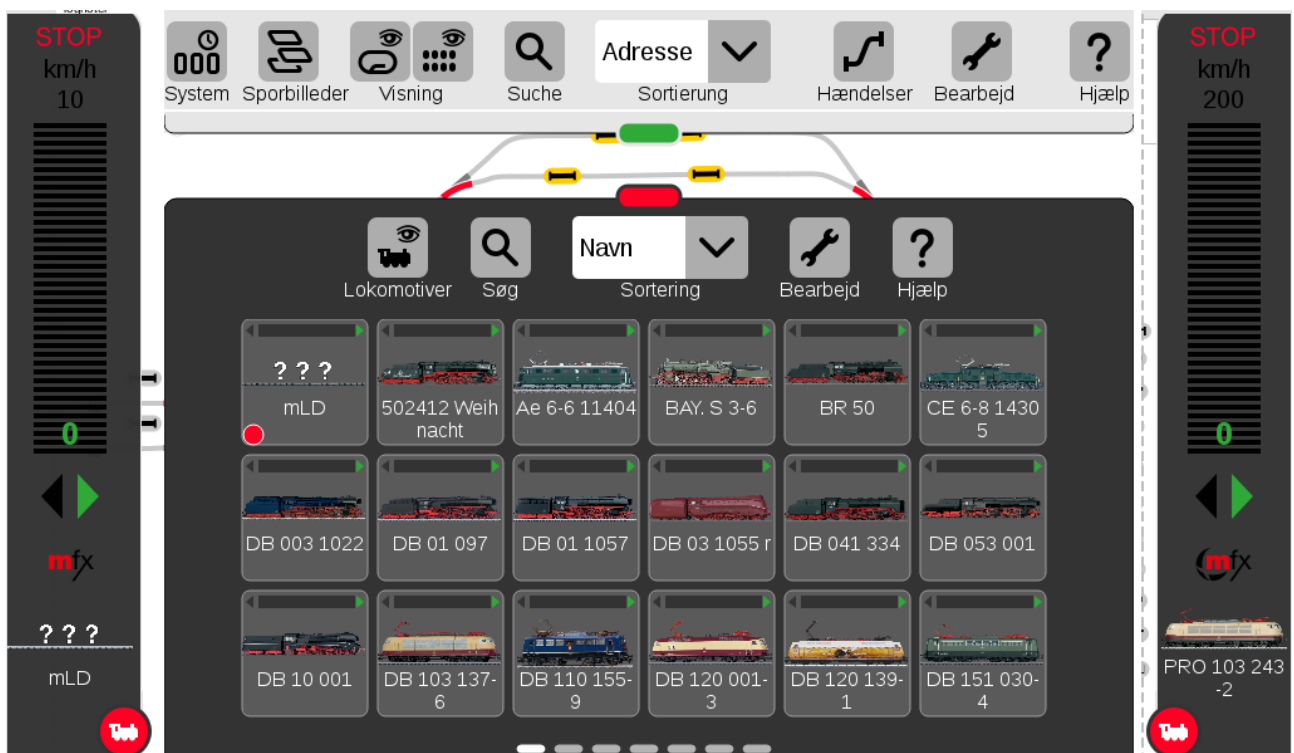 STOP
km/h
10
0
mfx
? ? ?
mLD
System
Sporbilleder
Visning
Suche
Adresse
Sortierung
Hændelser
Bearbejd
?
Hjælp
Lokomotiver
Søg
Navn
Sortering
Bearbejd
?
Hjælp
? ? ?
mLD
502412 Weih
nacht
Ae 6-6 11404
BAY. S 3-6
BR 50
CE 6-8 1430
5
DB 003 1022
DB 01 097
DB 01 1057
DB 03 1055 r
DB 041 334
DB 053 001
DB 10 001
DB 103 137-
6
DB 110 155-
9
DB 120 001-
3
DB 120 139-
1
DB 151 030-
4
STOP
km/h
200
0
mfx
PRO 103 243
-2